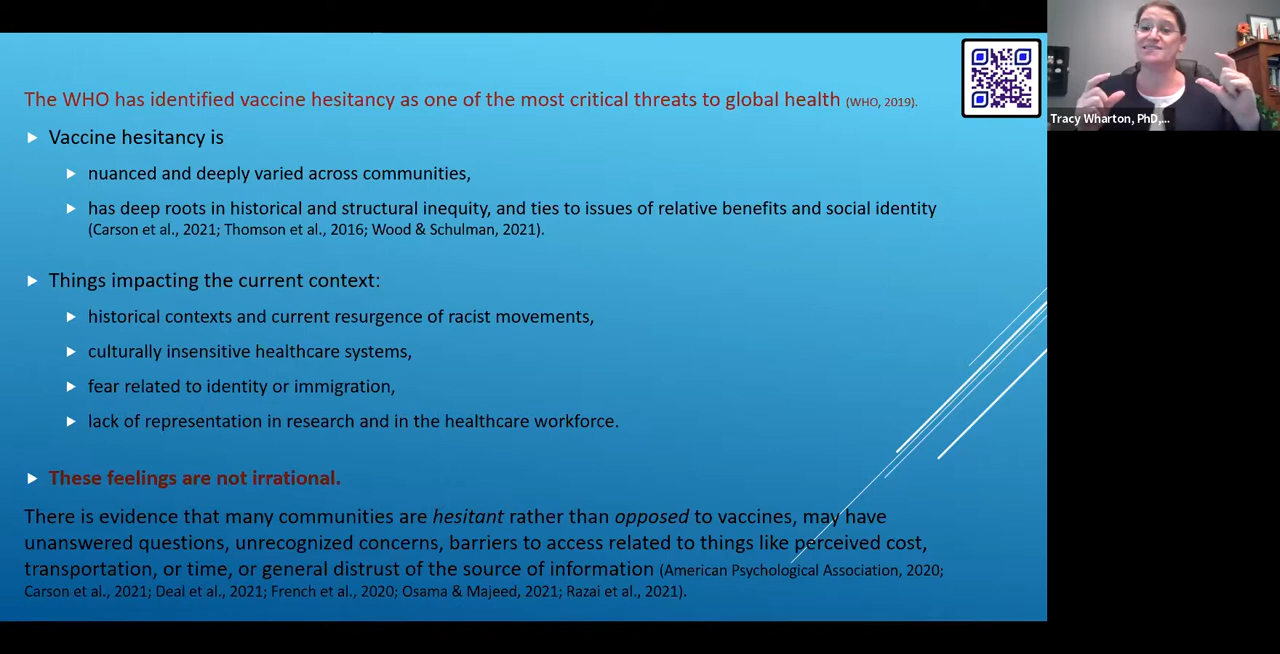 The WHO has identified vaccine hesitancy as one of the most critical threats to global health (WHO, 2019).
Vaccine hesitancy is
nuanced and deeply varied across communities,
has deep roots in historical and structural inequity, and ties to issues of relative benefits and social identity
(Carson et al., 2021; Thomson et al., 2016; Wood & Schulman, 2021).
Things impacting the current context:
historical contexts and current resurgence of racist movements,
culturally insensitive healthcare systems,
fear related to identity or immigration,
lack of representation in research and in the healthcare workforce.
These feelings are not irrational.
There is evidence that many communities are hesitant rather than opposed to vaccines, may have
unanswered questions, unrecognized concerns, barriers to access related to things like perceived cost,
transportation, or time, or general distrust of the source of information (American Psychological Association, 2020;
Carson et al., 2021; Deal et al., 2021; French et al., 2020; Osama & Majeed, 2021; Razai et al., 2021).
Tracy Wharton, PhD,...